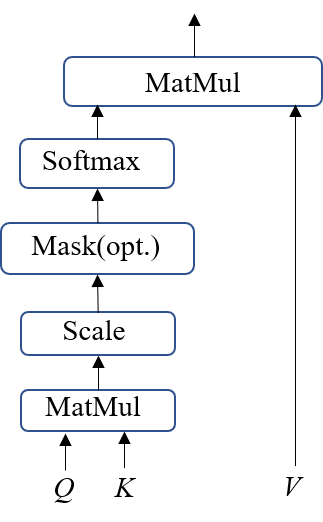 MatMul
Softmax
Mask(opt.)
Scale
MatMul
Q K V